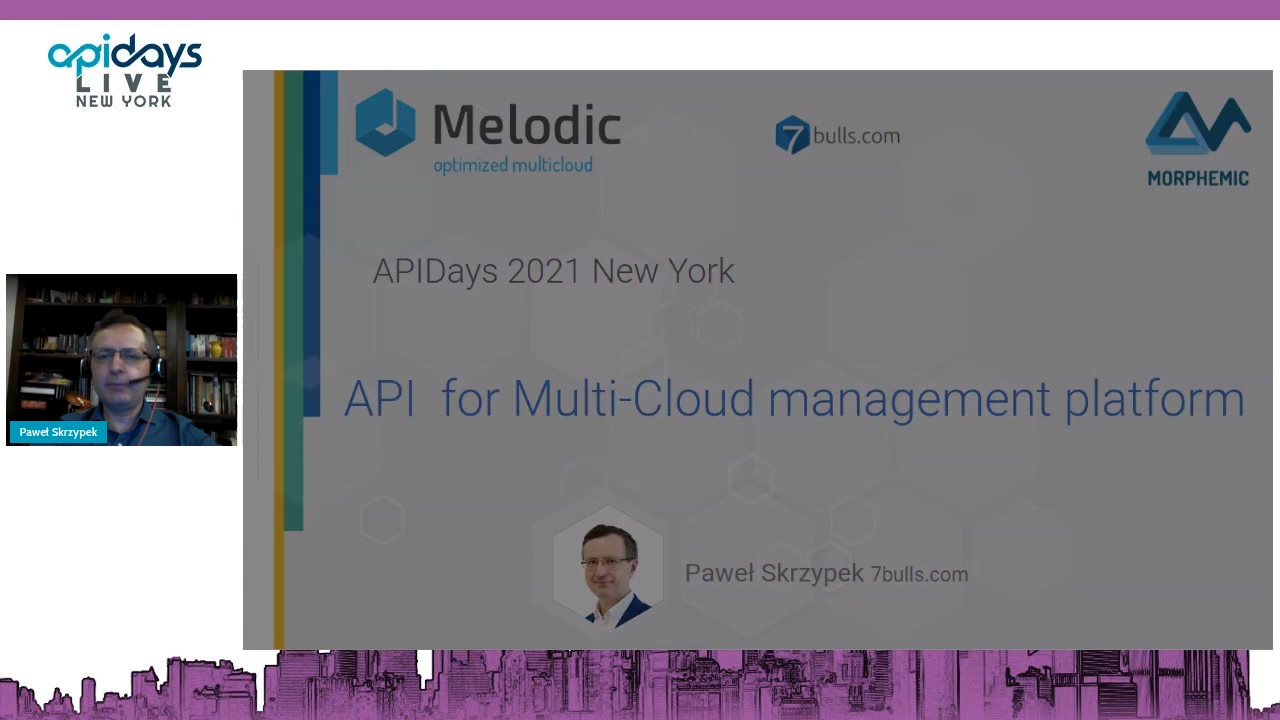 apidays
LIVE
NEW YORK
Melodic
optimized multicloud
7bulls.com
MORPHEMIC
APIDays 2021 New York
API for Multi-Cloud management platform
Paweł Skrzypek
Paweł Skrzypek 7bulls.com